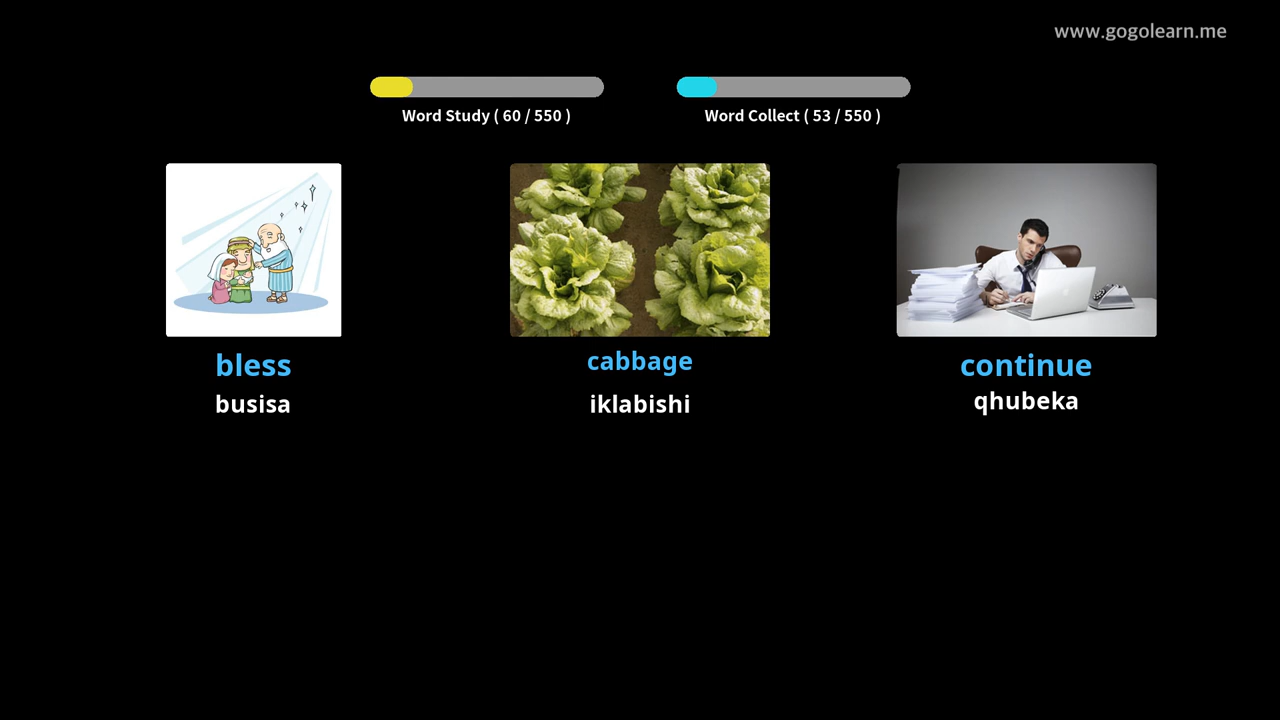 www.gogolearn.me
Word Study ( 60 / 550 )
Word Collect ( 53 / 550 )
bless
busisa
cabbage
iklabishi
continue
qhubeka